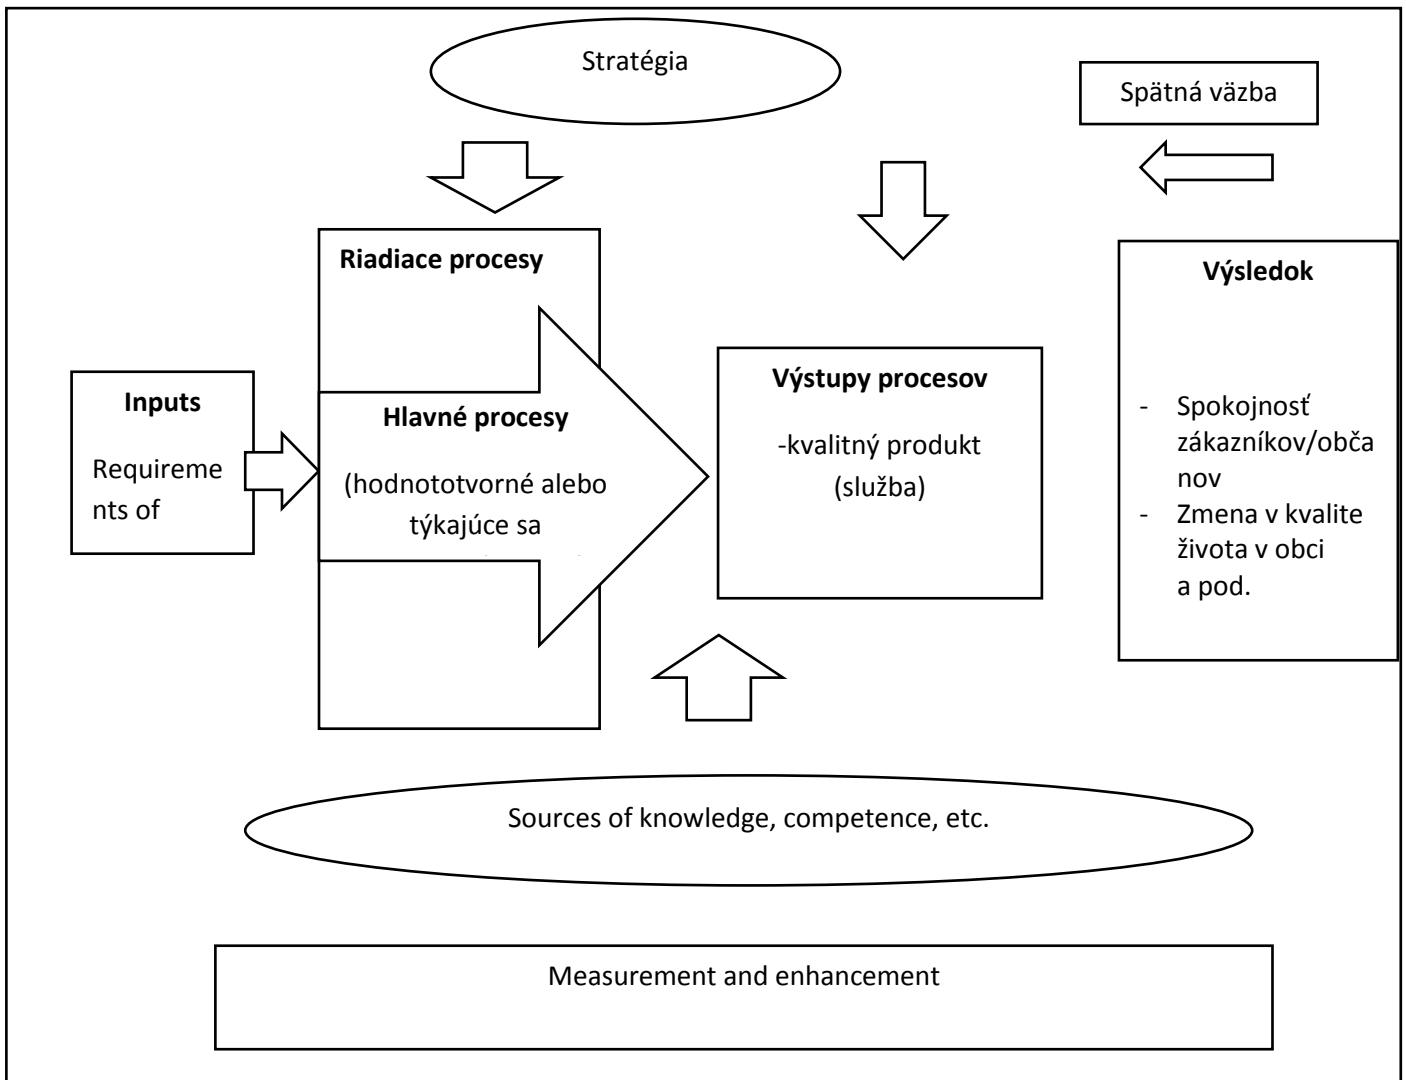 Stratégia
Spätná väzba
Riadiace procesy
Výsledok
Inputs
Requireme
nts of
Hlavné procesy
(hodnototvorné alebo
týkajúce sa
Výstupy procesov
-kvalitný produkt
(služba)
- Spokojnosť
zákazníkov/obča
nov
- Zmena v kvalite
života v obci
a pod.
Sources of knowledge, competence, etc.
Measurement and enhancement